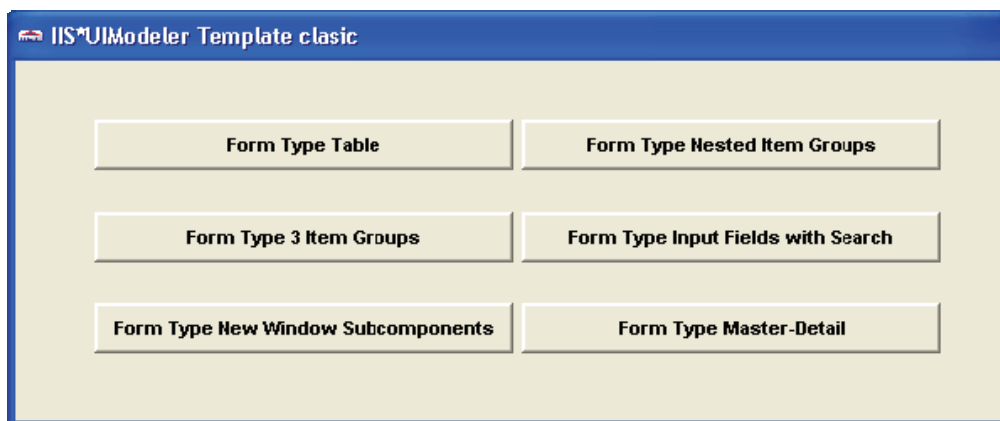 IIS*UIModeler Template clasic
Form Type Table
Form Type Nested Item Groups
Form Type 3 Item Groups
Form Type Input Fields with Search
Form Type New Window Subcomponents
Form Type Master-Detail